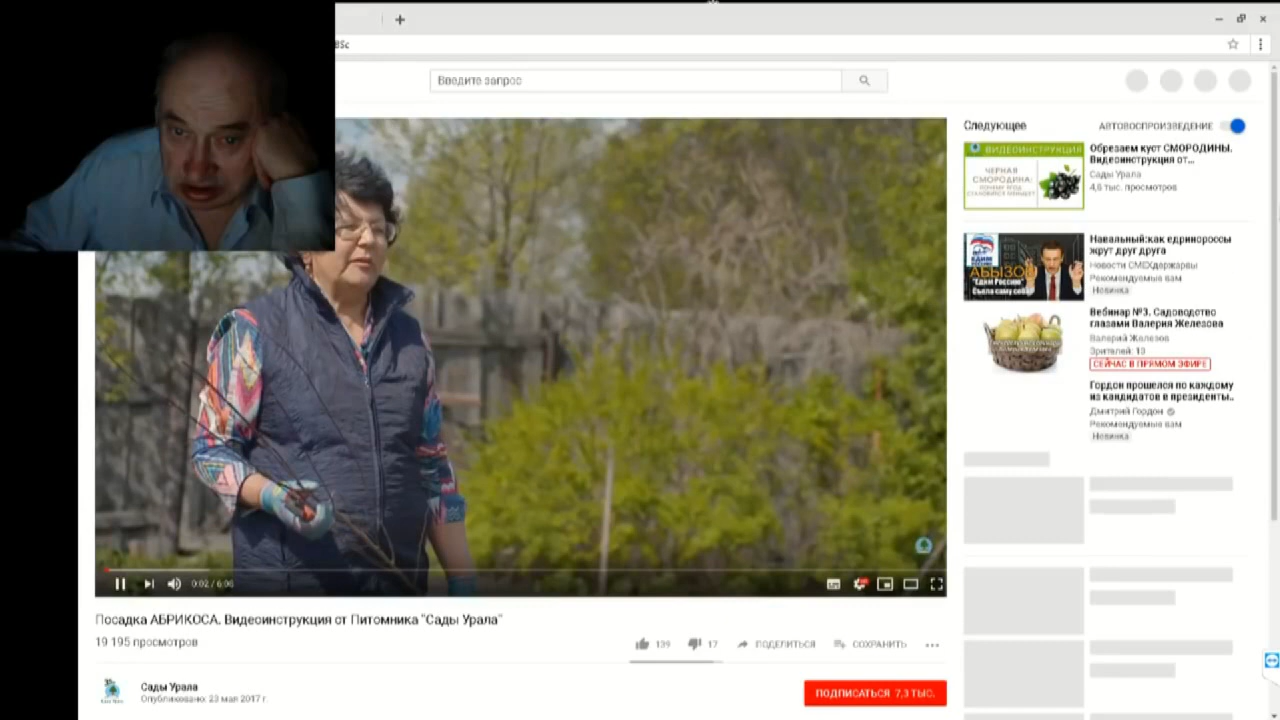 Введите запрос
Следующее
АВТОВОСПРОИЗВЕДЕНИЕ
ВИДЕОИНСТРУКЦИЯ
ЧЕРНАЯ
СМОРОДИНА:
Обрезаем куст СМОРОДИНЫ.
Видеоинструкция от...
Сады Урала
4,6 тыс. просмотров
АБЫЗОВ
Навальный:как единороссы
жрут друг друга
Новости СМЕХдержавы
Рекомендуемые вам
Новинка
Вебинар №3. Садоводство
глазами Валерия Железова
Валерий Железов
Зрителей: 13
СЕЙЧАС В ПРЯМОМ ЭФИРЕ
Гордон прошелся по каждому
из кандидатов в президенты..
Дмитрий Гордон
Рекомендуемые вам
Новинка
0:02 / 6:06
Посадка АБРИКОСА. Видеоинструкция от Питомника "Сады Урала"
19 195 просмотров
139
17
ПОДЕЛИТЬСЯ
СОХРАНИТЬ
Сады Урала
Опубликовано: 23 мая 2017 г.
ПОДПИСАТЬСЯ 7,3 ТЫС.